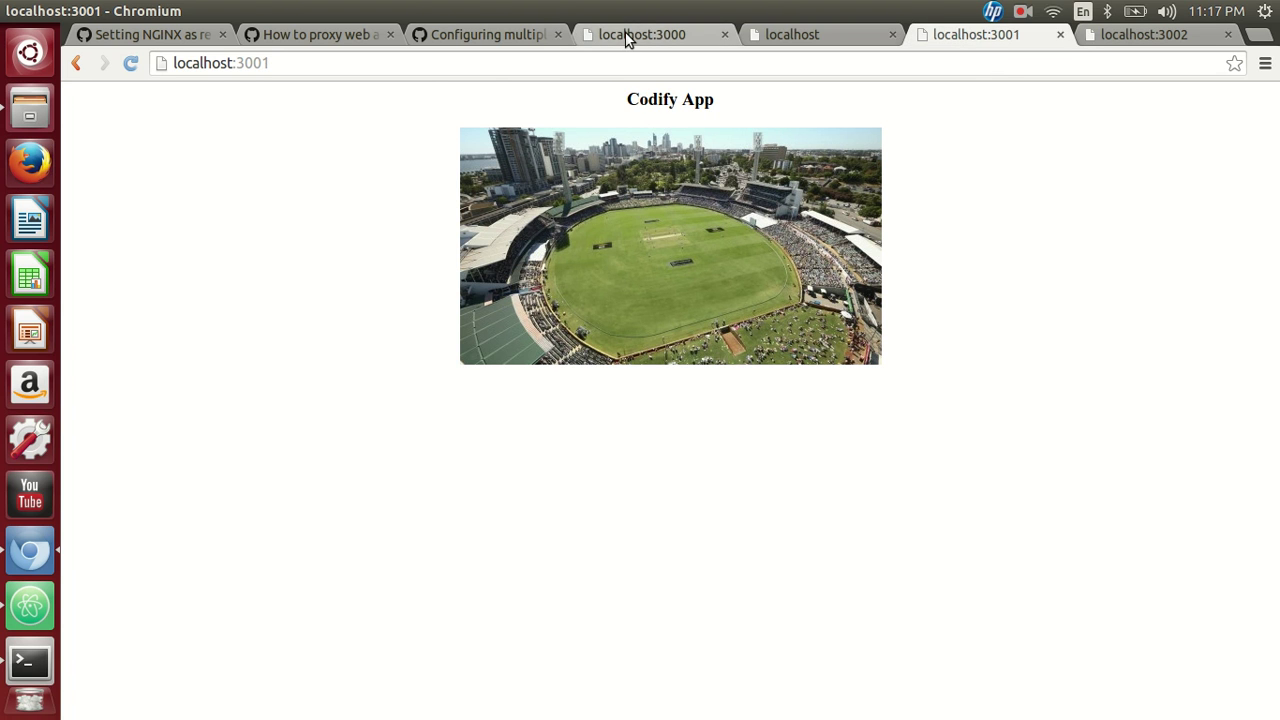 localhost:3001 - Chromium
hp
En
11:17 PM
Setting NGINX as re
How to proxy web a
Configuring multipl
localhost:3000
localhost
localhost:3001
localhost:3002
localhost:3001
Codify App
a
You
Tube
>_